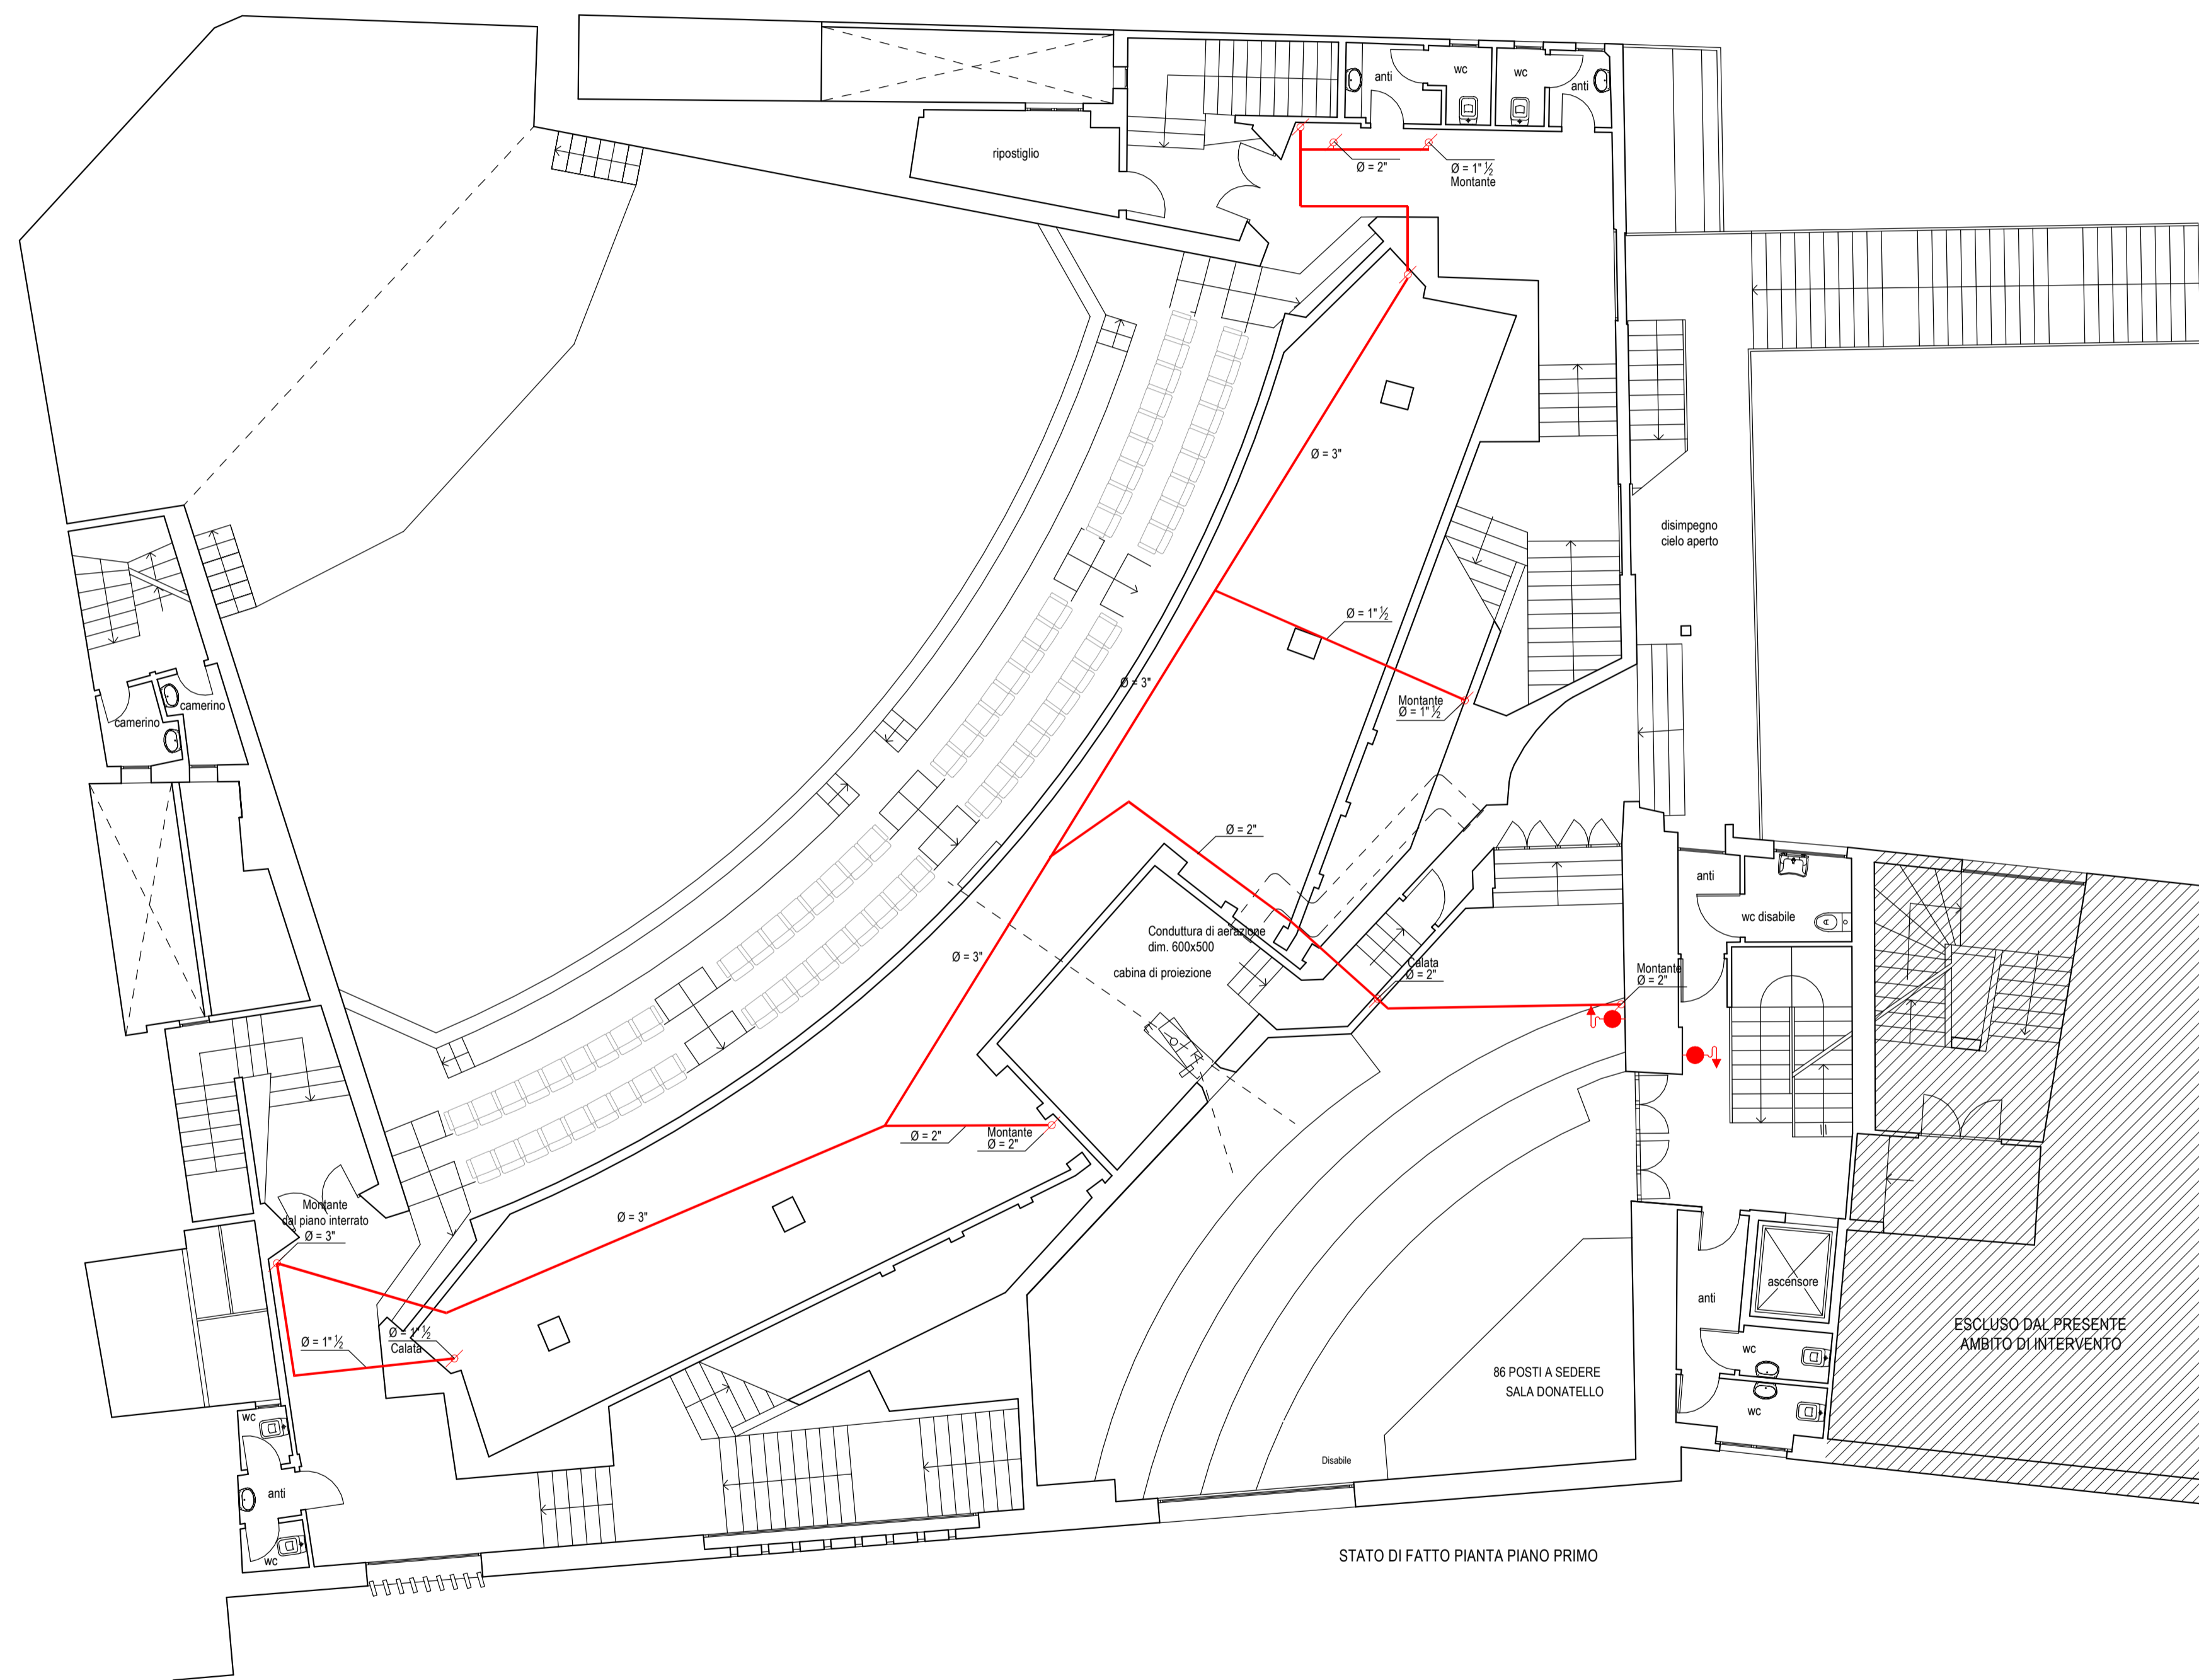 anti
wc
wc
anti
ripostiglio
Ø = 2"
Ø = 1" ½
Montante
Ø = 3"
disimpegno
cielo aperto
Ø = 1" ½
Ø = 3"
Montante
Ø = 1" ½
camerino
camerino
Ø = 2"
anti
wc disabile
Conduttura di aerazione
dim. 600x500
cabina di proiezione
Ø = 3"
Calata
Ø = 2"
Montante
Ø = 2"
Ø = 2"
Montante
Ø = 2"
Montante
dal piano interrato
Ø = 3"
Ø = 3"
ascensore
anti
Ø = 1" ½
Ø = 1" ½
Calata
ESCLUSO DAL PRESENTE
AMBITO DI INTERVENTO
wc
86 POSTI A SEDERE
SALA DONATELLO
wc
wc
Disabile
anti
wc
STATO DI FATTO PIANTA PIANO PRIMO